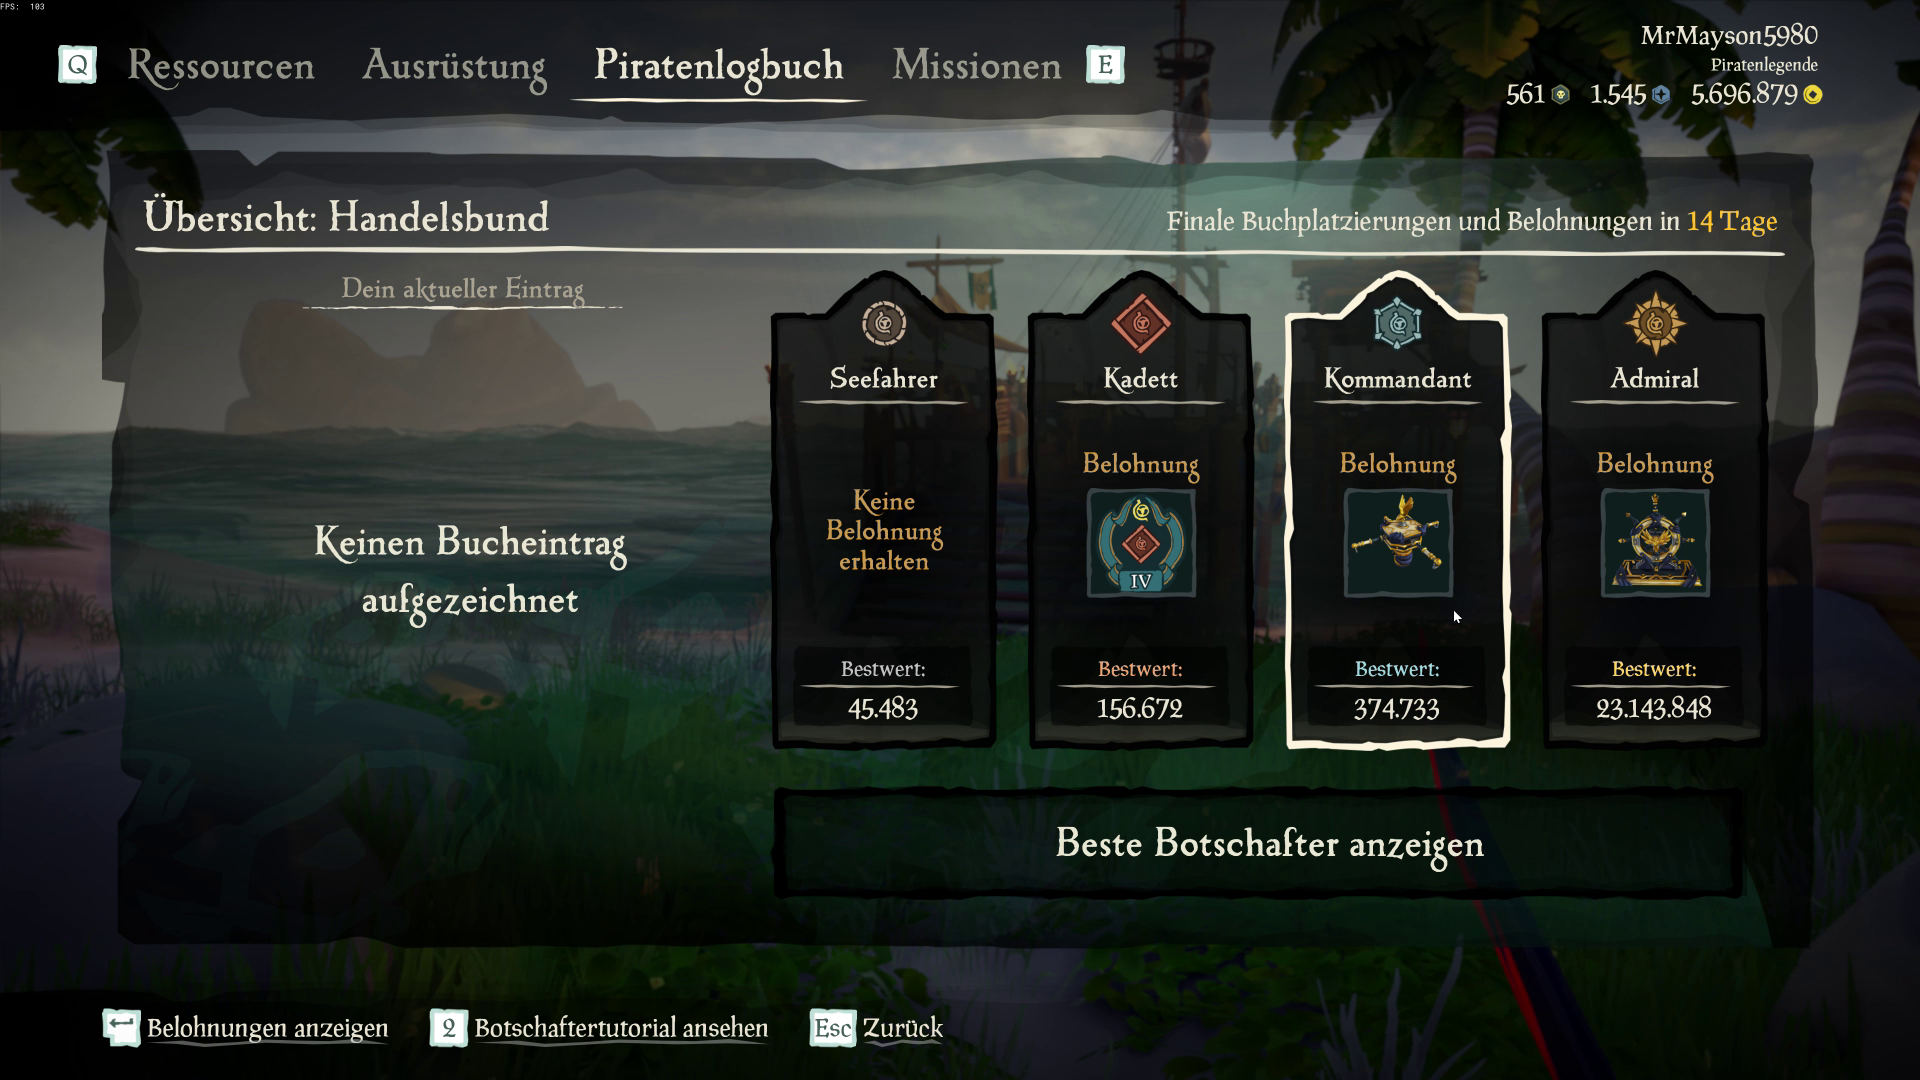 FPS: 103
Q Ressourcen Ausrüstung Piratenlogbuch Missionen E
MrMayson5980
Piratenlegende
561 1.545 5.696.879
Übersicht: Handelsbund
Finale Buchplatzierungen und Belohnungen in 14 Tage
Dein aktueller Eintrag
Keinen Bucheintrag
aufgezeichnet
Seefahrer
Keine
Belohnung
erhalten
Bestwert:
45.483
Kadett
Belohnung
IV
Bestwert:
156.672
Kommandant
Belohnung
Bestwert:
374.733
Admiral
Belohnung
Bestwert:
23.143.848
Beste Botschafter anzeigen
Belohnungen anzeigen 2 Botschaftertutorial ansehen Esc Zurück